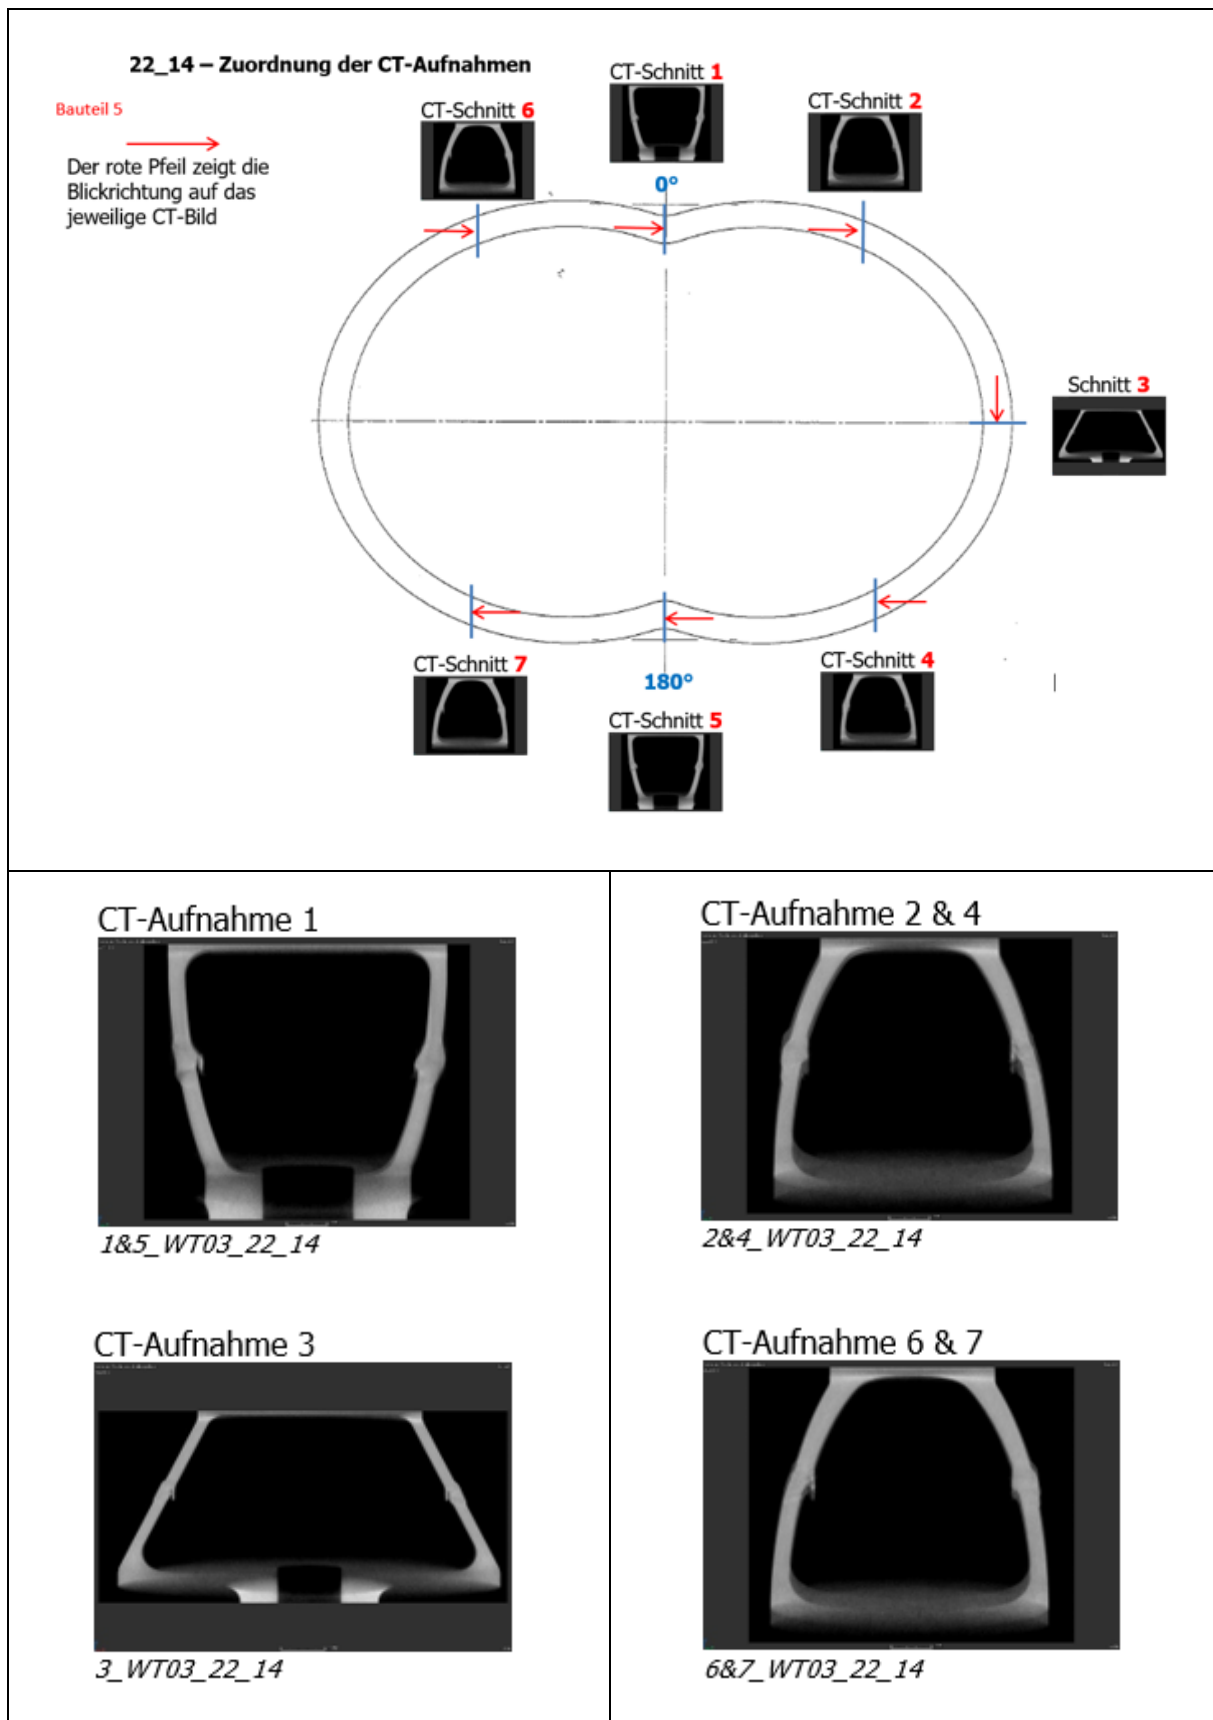 22_14 – Zuordnung der CT-Aufnahmen
Bauteil 5
Der rote Pfeil zeigt die
Blickrichtung auf das
jeweilige CT-Bild
CT-Schnitt 6
CT-Schnitt 1
CT-Schnitt 2
0°
Schnitt 3
CT-Schnitt 7
180°
CT-Schnitt 5
CT-Schnitt 4
CT-Aufnahme 1
1&5_WT03_22_14
CT-Aufnahme 2 & 4
2&4_WT03_22_14
CT-Aufnahme 3
3_WT03_22_14
CT-Aufnahme 6 & 7
6&7_WT03_22_14